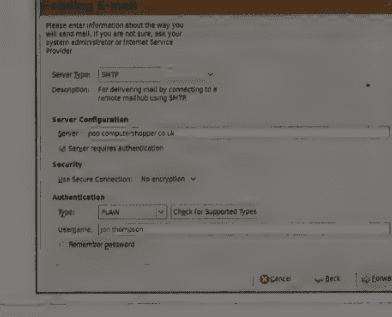 Sending E-mail
Please enter information about the way you
will send mail. If you are not sure, ask your
system administrator or Internet Service
Provider
Server Type: SMTP
Description: For delivering mail by connecting to a
remote mailhub using SMTP.
Server Configuration
Server pop.computershopper.co.uk
Server requires authentication
Security
Use Secure Connection: No encryption
Authentication
Type: PLAIN Check for Supported Types
Username: jon thompson
Remember password
Cancel Back Forwa